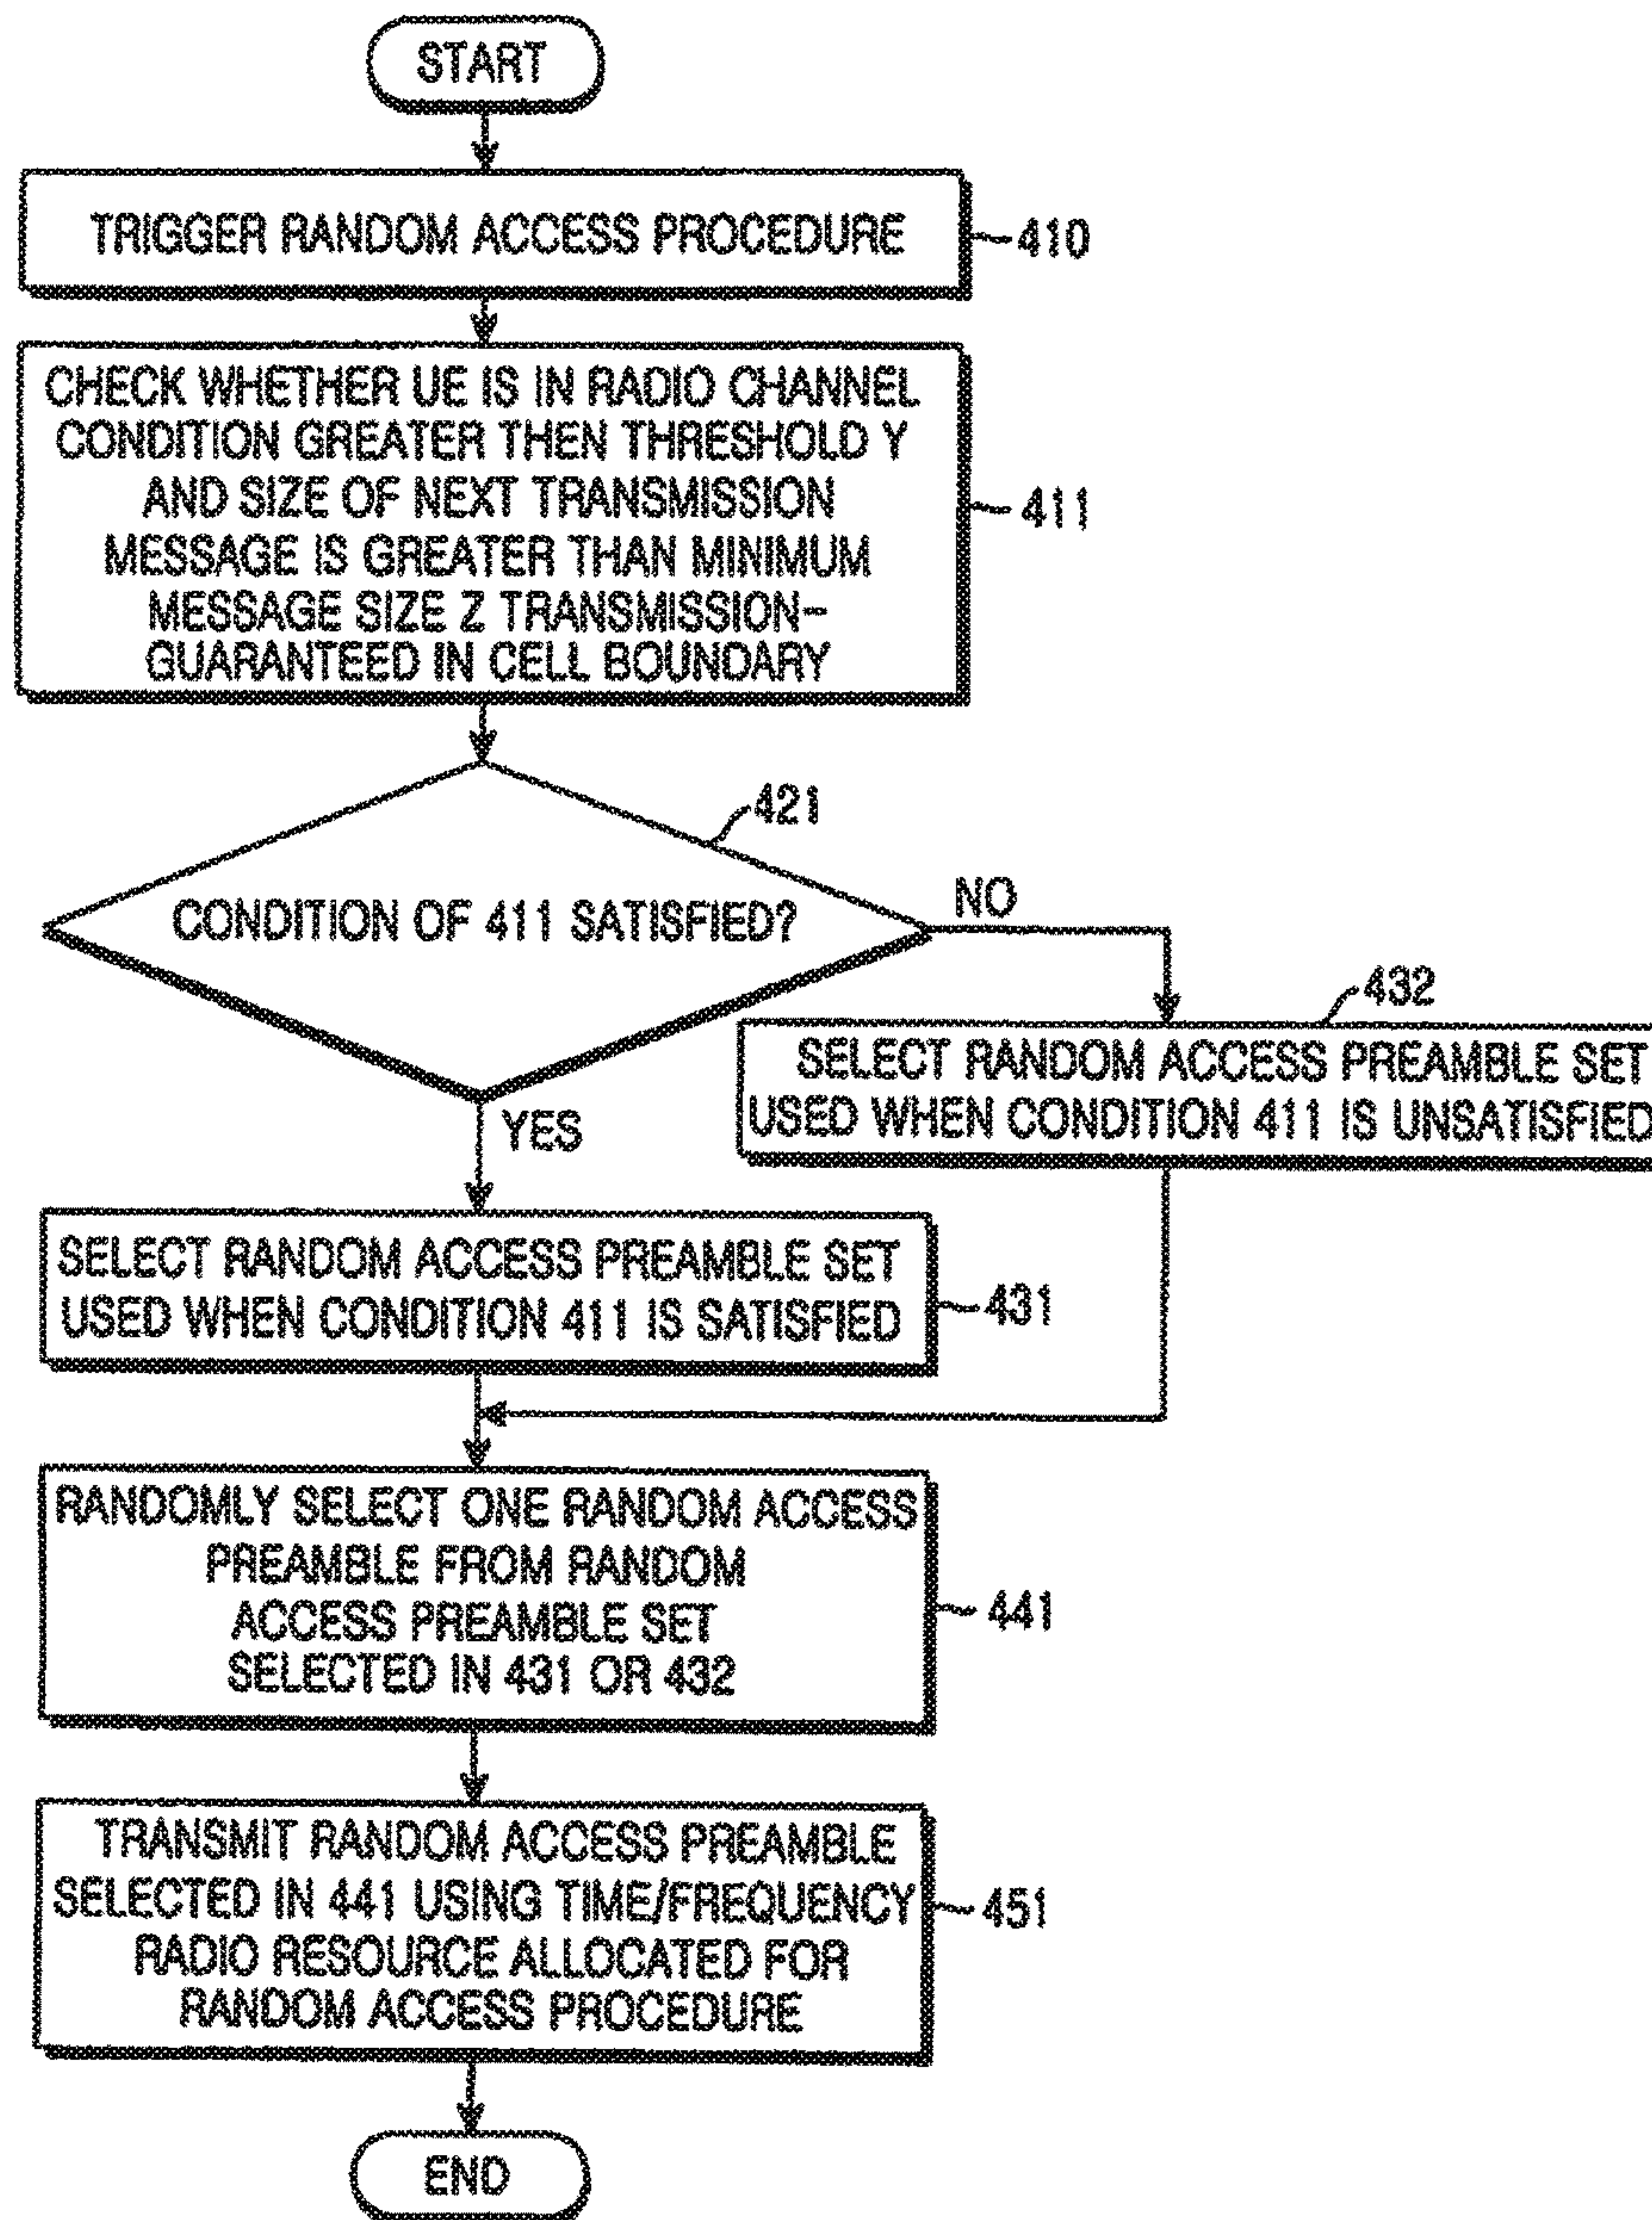 START
TRIGGER RANDOM ACCESS PROCEDURE
410
CHECK WHETHER UE IS IN RADIO CHANNEL
CONDITION GREATER THEN THRESHOLD Y
AND SIZE OF NEXT TRANSMISSION
MESSAGE IS GREATER THAN MINIMUM
MESSAGE SIZE Z TRANSMISSION-
GUARANTEED IN CELL BOUNDARY
411
421
CONDITION OF 411 SATISFIED?
NO
432
SELECT RANDOM ACCESS PREAMBLE SET
USED WHEN CONDITION 411 IS UNSATISFIED
YES
SELECT RANDOM ACCESS PREAMBLE SET
USED WHEN CONDITION 411 IS SATISFIED
431
RANDOMLY SELECT ONE RANDOM ACCESS
PREAMBLE FROM RANDOM
ACCESS PREAMBLE SET
SELECTED IN 431 OR 432
441
TRANSMIT RANDOM ACCESS PREAMBLE
SELECTED IN 441 USING TIME/FREQUENCY
RADIO RESOURCE ALLOCATED FOR
RANDOM ACCESS PROCEDURE
451
END